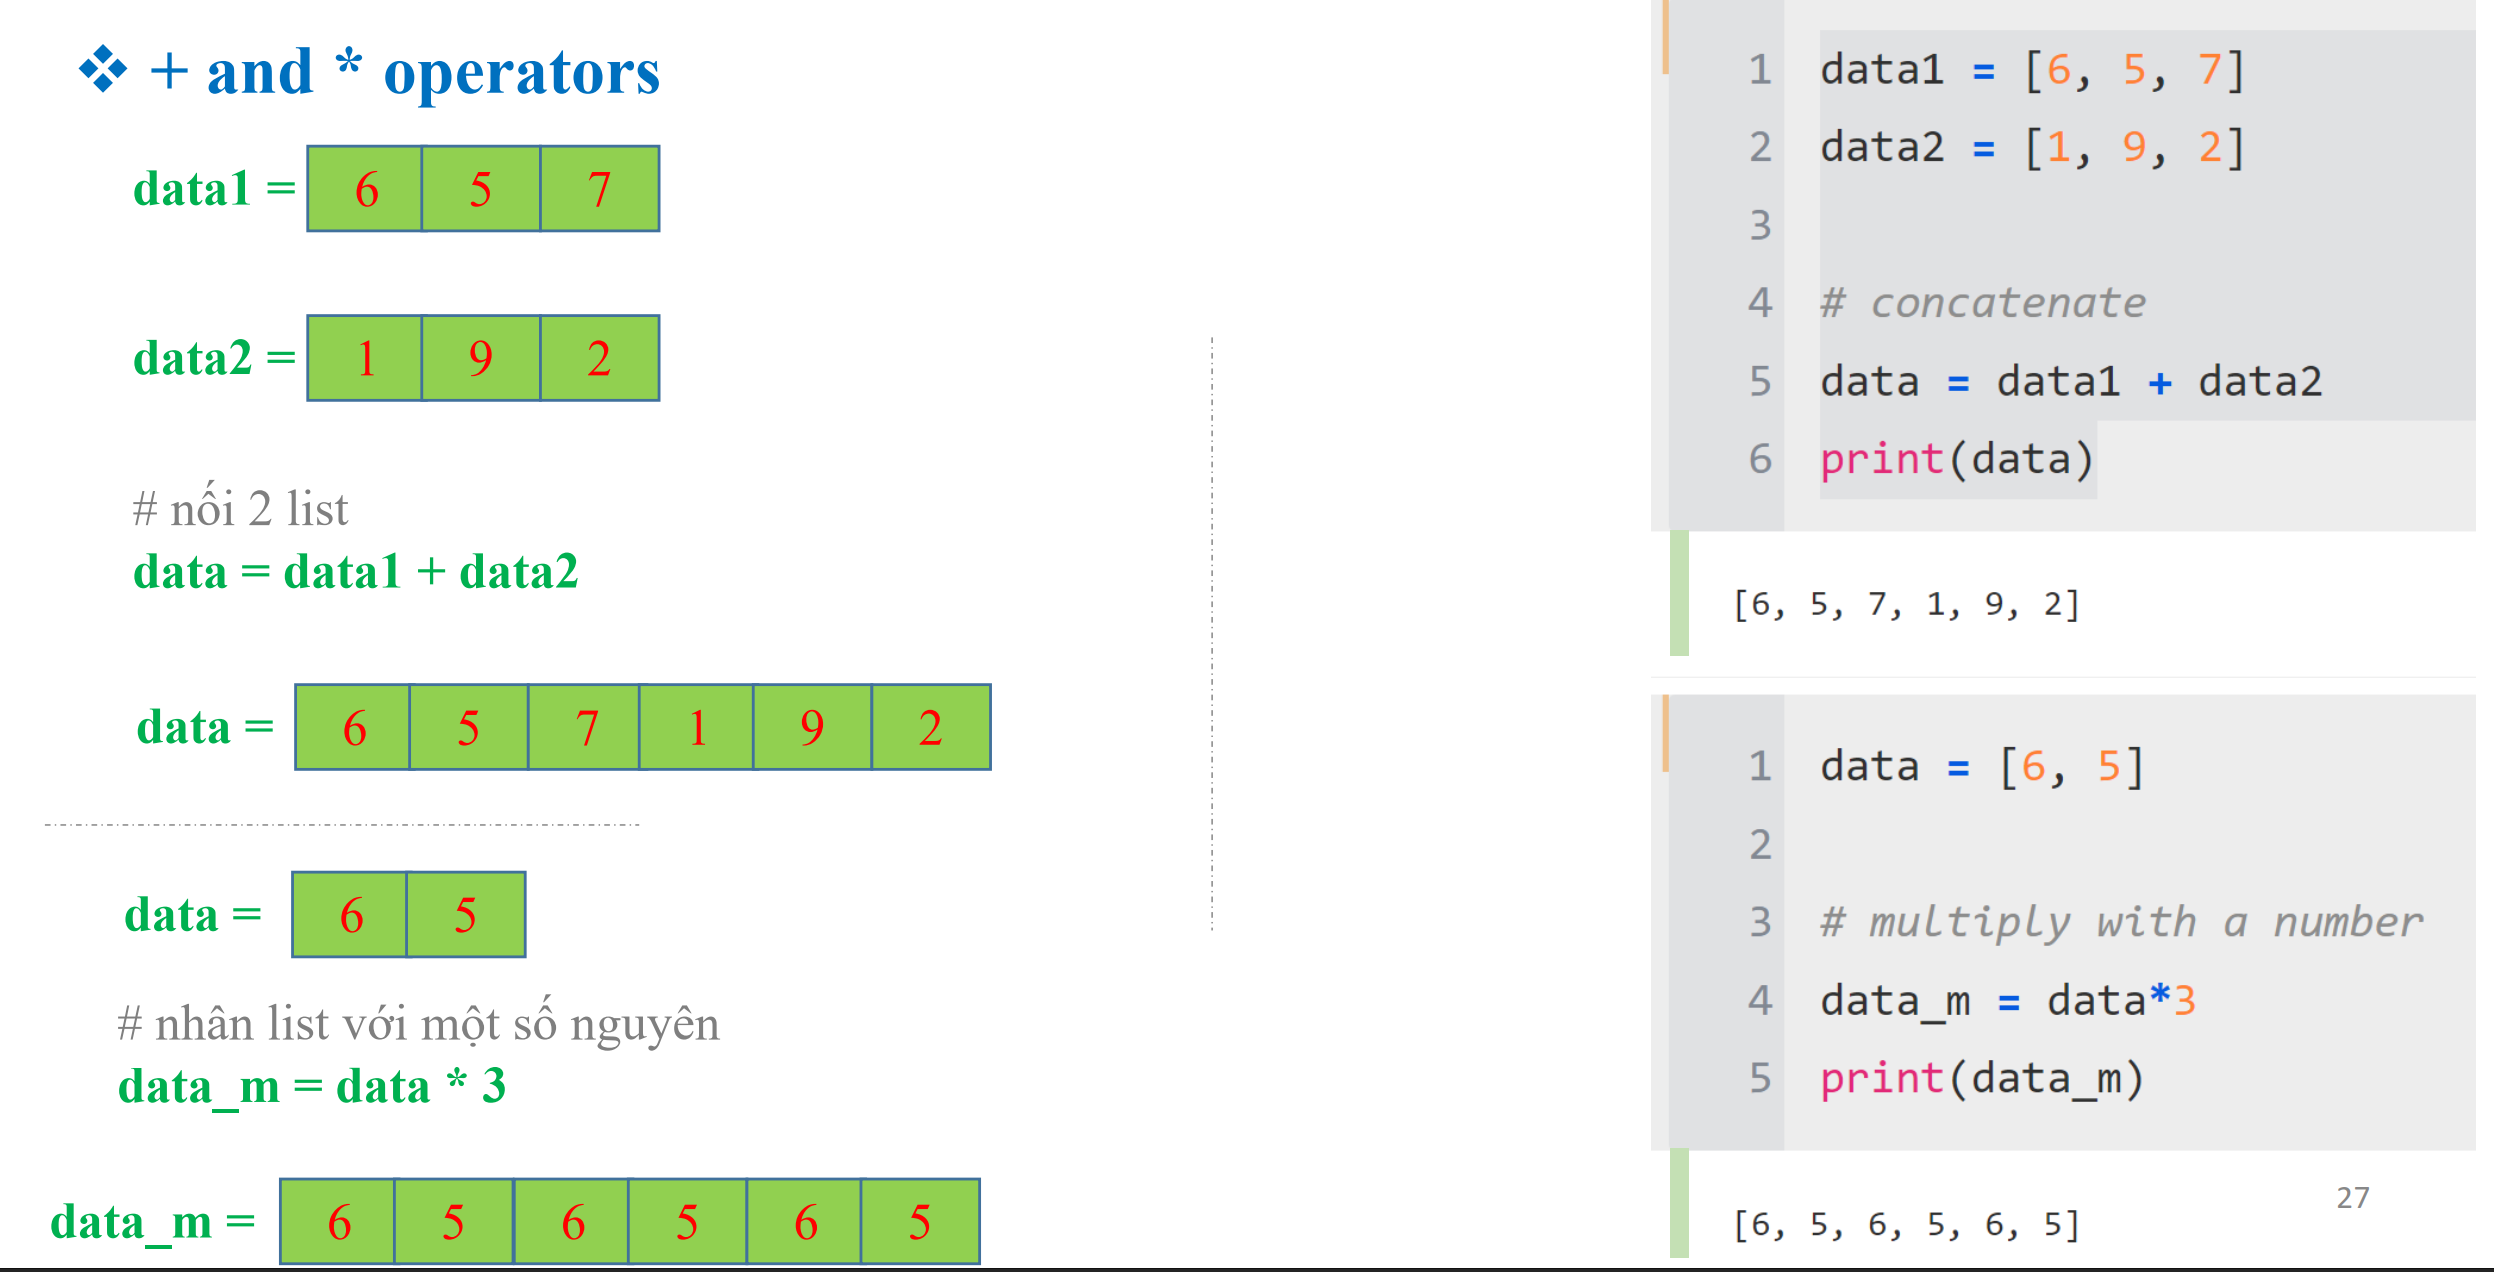 ❖ + and * operators
data1 = 6 5 7
data2 = 1 9 2
# nối 2 list
data = data1 + data2
data = 6 5 7 1 9 2
data = 6 5
# nhân list với một số nguyên
data_m = data * 3
data_m = 6 5 6 5 6 5
1 data1 = [6, 5, 7]
2 data2 = [1, 9, 2]
3
4 # concatenate
5 data = data1 + data2
6 print(data)
[6, 5, 7, 1, 9, 2]
1 data = [6, 5]
2
3 # multiply with a number
4 data_m = data*3
5 print(data_m)
[6, 5, 6, 5, 6, 5]
27